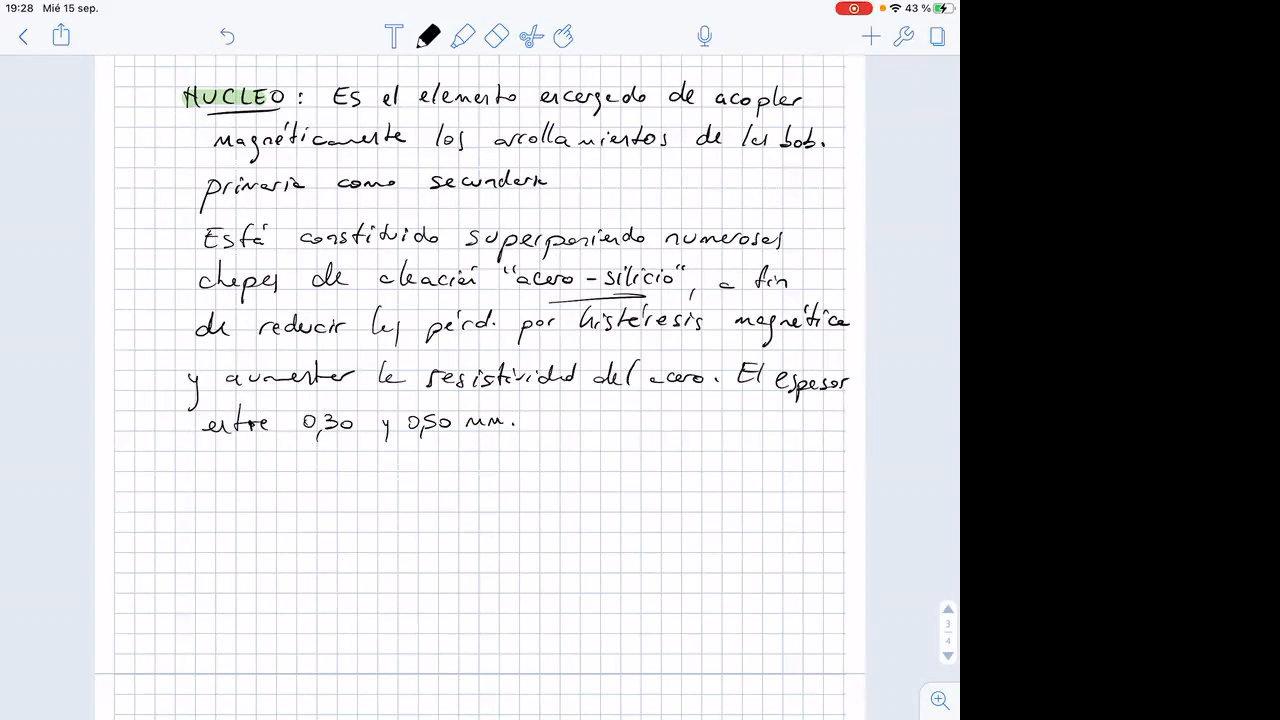 19:28 Mié 15 sep.
43 %
NUCLEO: Es el elemento encargado de acoplar
magnéticamente los arrollamientos de las bob.
primaria como secundaria
Está constituido superponiendo numerosas
chapas de aleación "acero-silicio", a fin
de reducir las pérd. por histéresis magnética
y aumentar la resistividad del acero. El espesor
entre 0,30 y 0,50 mm.
3
4